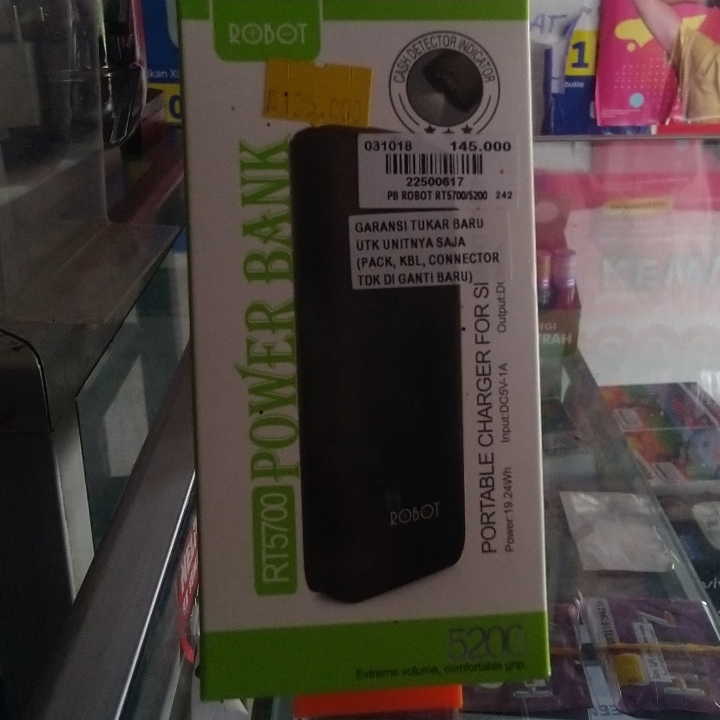 ROBOT
CASH DETECTOR INDICATOR
031018 145.000
22500617
PB ROBOT RT5700/5200 242
GARANSI TUKAR BARU
UTK UNITNYA SAJA
(PACK, KBL, CONNECTOR
TDK DI GANTI BARU)
RT5700 POWER BANK
PORTABLE CHARGER FOR
Power:19.24Wh Input:DC5V-1A Output:
ROBOT
5200
Extreme volume, comfortable grip
1